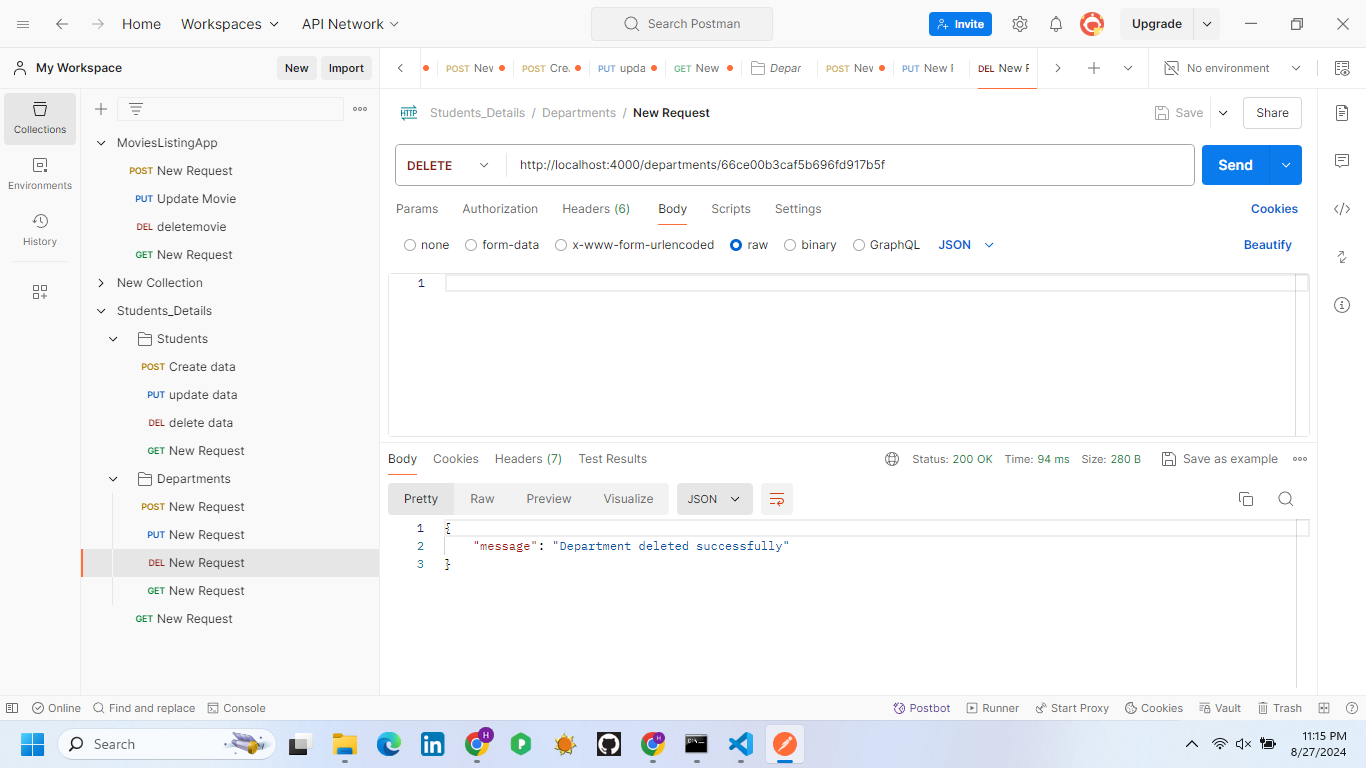 Home Workspaces API Network Search Postman Invite Upgrade
My Workspace New Import POST New POST Cre PUT upda GET New Depar POST New PUT New F DEL New F No environment
Collections
Environments
History
MoviesListingApp
POST New Request
PUT Update Movie
DEL deletemovie
GET New Request
New Collection
Students_Details
Students
POST Create data
PUT update data
DEL delete data
GET New Request
Departments
POST New Request
PUT New Request
DEL New Request
GET New Request
GET New Request
HTTP Students_Details / Departments / New Request Save Share
DELETE http://localhost:4000/departments/66ce00b3caf5b696fd917b5f Send
Params Authorization Headers (6) Body Scripts Settings Cookies
none form-data x-www-form-urlencoded raw binary GraphQL JSON Beautify
1
Body Cookies Headers (7) Test Results Status: 200 OK Time: 94 ms Size: 280 B Save as example
Pretty Raw Preview Visualize JSON
1 {
2 "message": "Department deleted successfully"
3 }
Online Find and replace Console Postbot Runner Start Proxy Cookies Vault Trash
Search 11:15 PM
8/27/2024